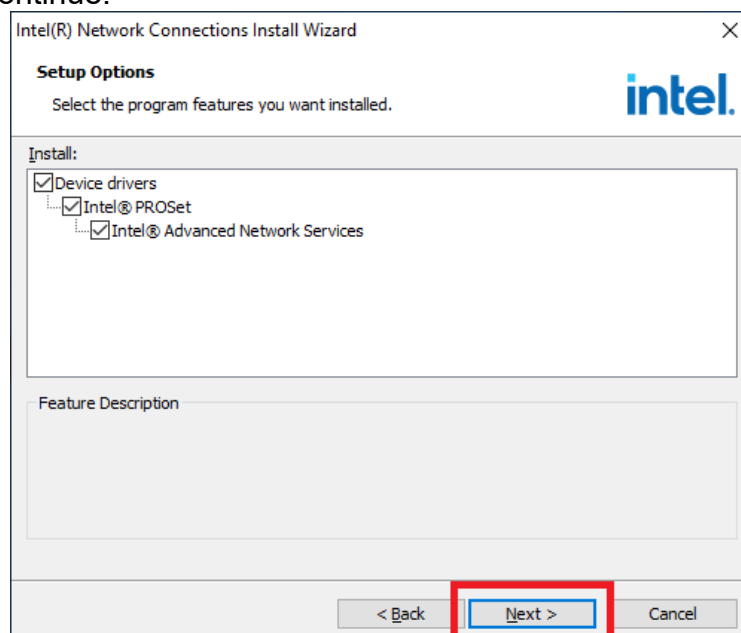 ontinue.
Intel(R) Network Connections Install Wizard
Setup Options
Select the program features you want installed.
intel.
Install:
Device drivers
Intel® PROSet
Intel® Advanced Network Services
Feature Description
< Back Next > Cancel